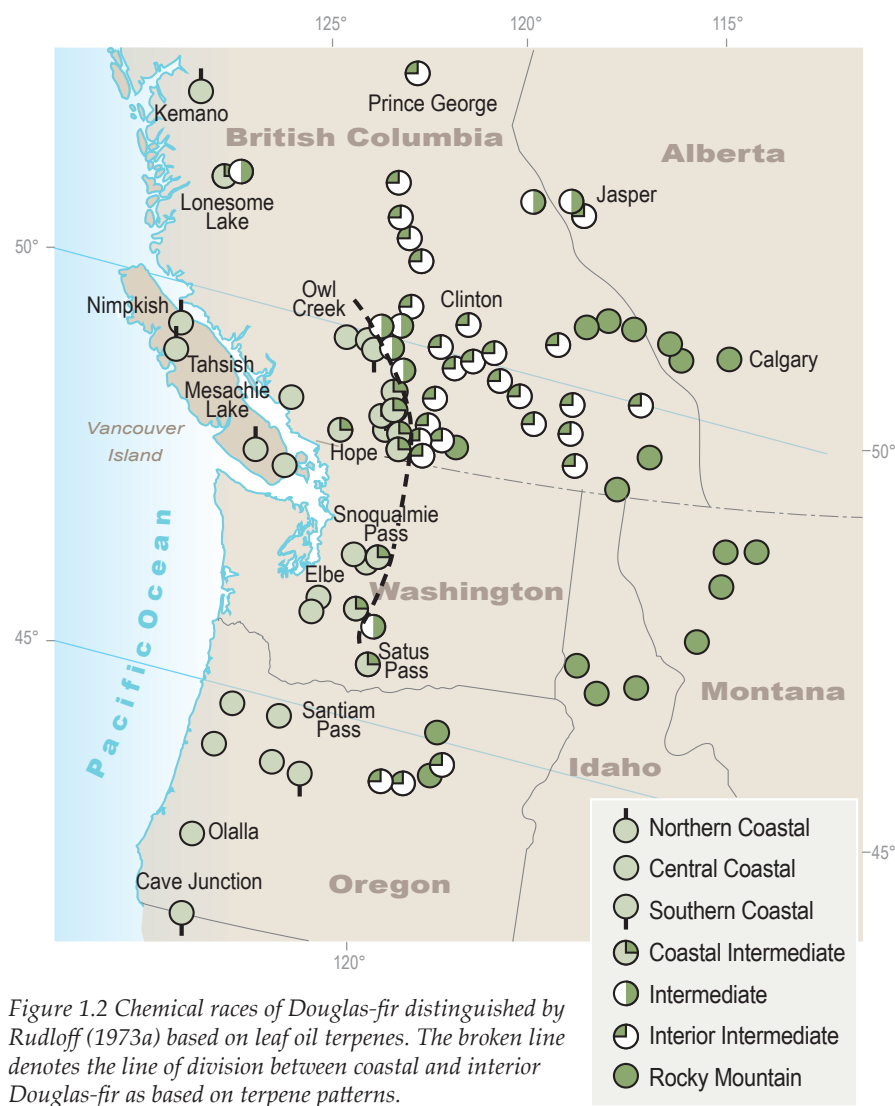 125°
120°
115°
Prince George
Kemano
British Columbia
Alberta
Jasper
Lonesome
Lake
50°
Owl
Creek
Clinton
Nimpkish
Tahsish
Calgary
Mesachie
Lake
Vancouver
Island
Hope
50°
Snoqualmie
Pass
Elbe
Washington
Pacific Ocean
45°
Satus
Pass
Montana
Santiam
Pass
Idaho
Olalla
45°
Cave Junction
Oregon
120°
Northern Coastal
Central Coastal
Southern Coastal
Coastal Intermediate
Intermediate
Interior Intermediate
Rocky Mountain
Figure 1.2 Chemical races of Douglas-fir distinguished by
Rudloff (1973a) based on leaf oil terpenes. The broken line
denotes the line of division between coastal and interior
Douglas-fir as based on terpene patterns.